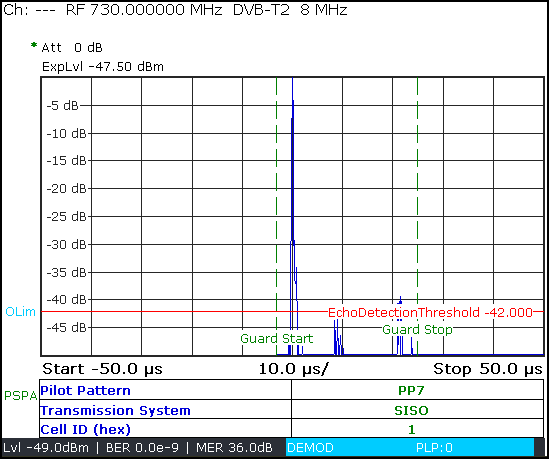 Ch: --- RF 730.000000 MHz DVB-T2 8 MHz
* Att 0 dB
ExpLvl -47.50 dBm
-5 dB
-10 dB
-15 dB
-20 dB
-25 dB
-30 dB
-35 dB
-40 dB
OLim
EchoDetectionThreshold -42.000
-45 dB
Guard Stop
Guard Start
Start -50.0 µs 10.0 µs/ Stop 50.0 µs
PSPA
Pilot Pattern PP7
Transmission System SISO
Cell ID (hex) 1
Lvl -49.0dBm | BER 0.0e-9 | MER 36.0dB DEMOD PLP:0